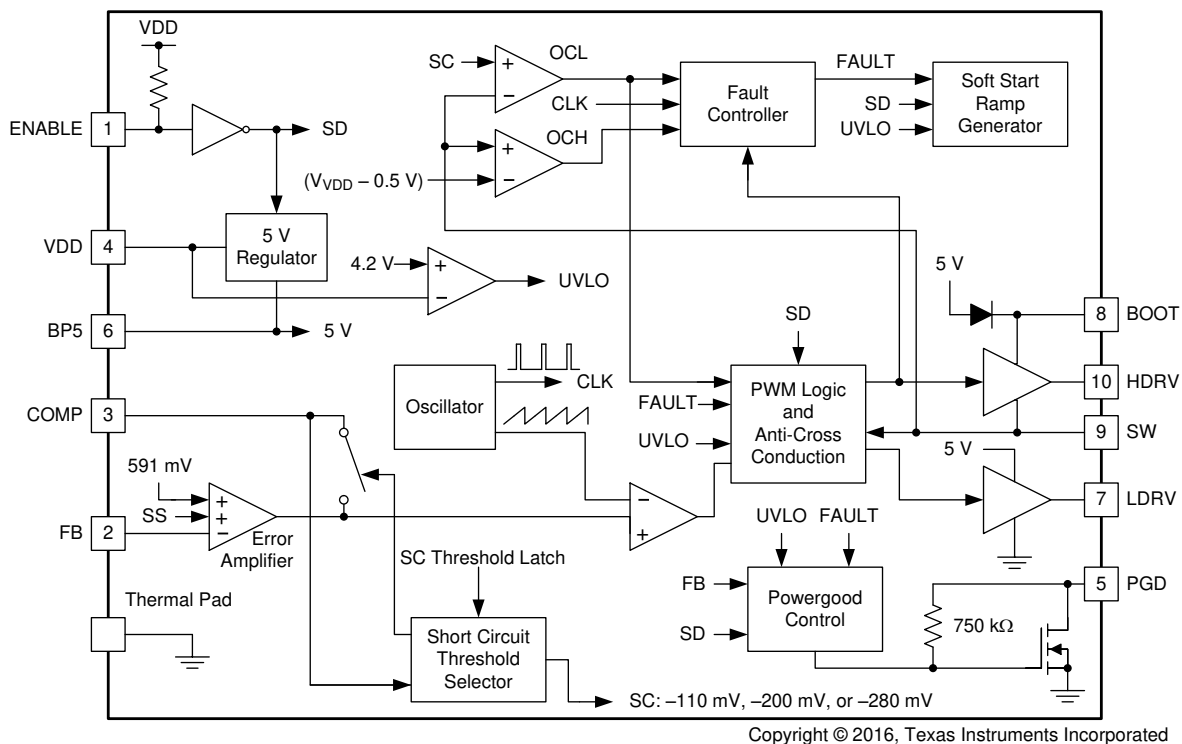 VDD
ENABLE
1
SD
VDD
4
5 V
Regulator
BP5
6
5 V
4.2 V
+
−
UVLO
SC
+
−
OCL
CLK
+
−
OCH
(VVDD – 0.5 V)
Fault
Controller
FAULT
SD
UVLO
Soft Start
Ramp
Generator
COMP
3
Oscillator
CLK
SD
FAULT
UVLO
PWM Logic
and
Anti-Cross
Conduction
5 V
8
BOOT
10
HDRV
9
SW
5 V
7
LDRV
591 mV
SS
+
+
−
FB
2
Error
Amplifier
−
+
Thermal Pad
SC Threshold Latch
Short Circuit
Threshold
Selector
SC: –110 mV, –200 mV, or –280 mV
UVLO
FAULT
FB
SD
Powergood
Control
750 kΩ
5
PGD
Copyright © 2016, Texas Instruments Incorporated